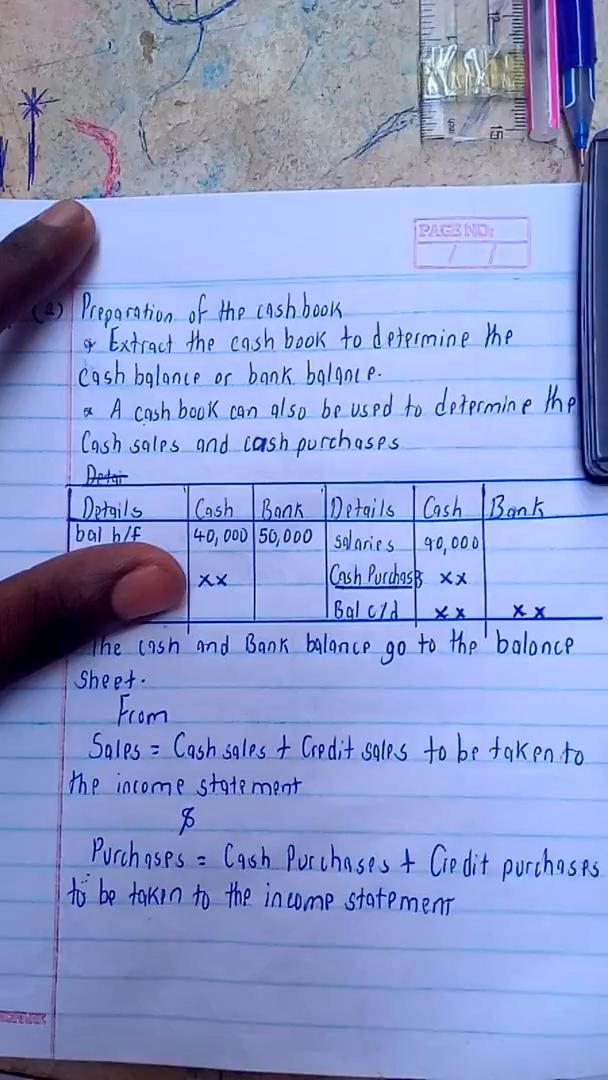 PAGE NO:
(2) Preparation of the cashbook
* Extract the cash book to determine the
cash balance or bank balance.
* A cash book can also be used to determine the
Cash sales and cash purchases
Detai
Details Cash Bank Details Cash Bank
bal b/f 40,000 50,000 salaries 90,000
xx Cash Purchases xx
Bal c/d xx xx
The cash and Bank balance go to the balance
sheet.
From
Sales = Cash sales + Credit sales to be taken to
the income statement
$
Purchases = Cash Purchases + Credit purchases
to be taken to the income statement